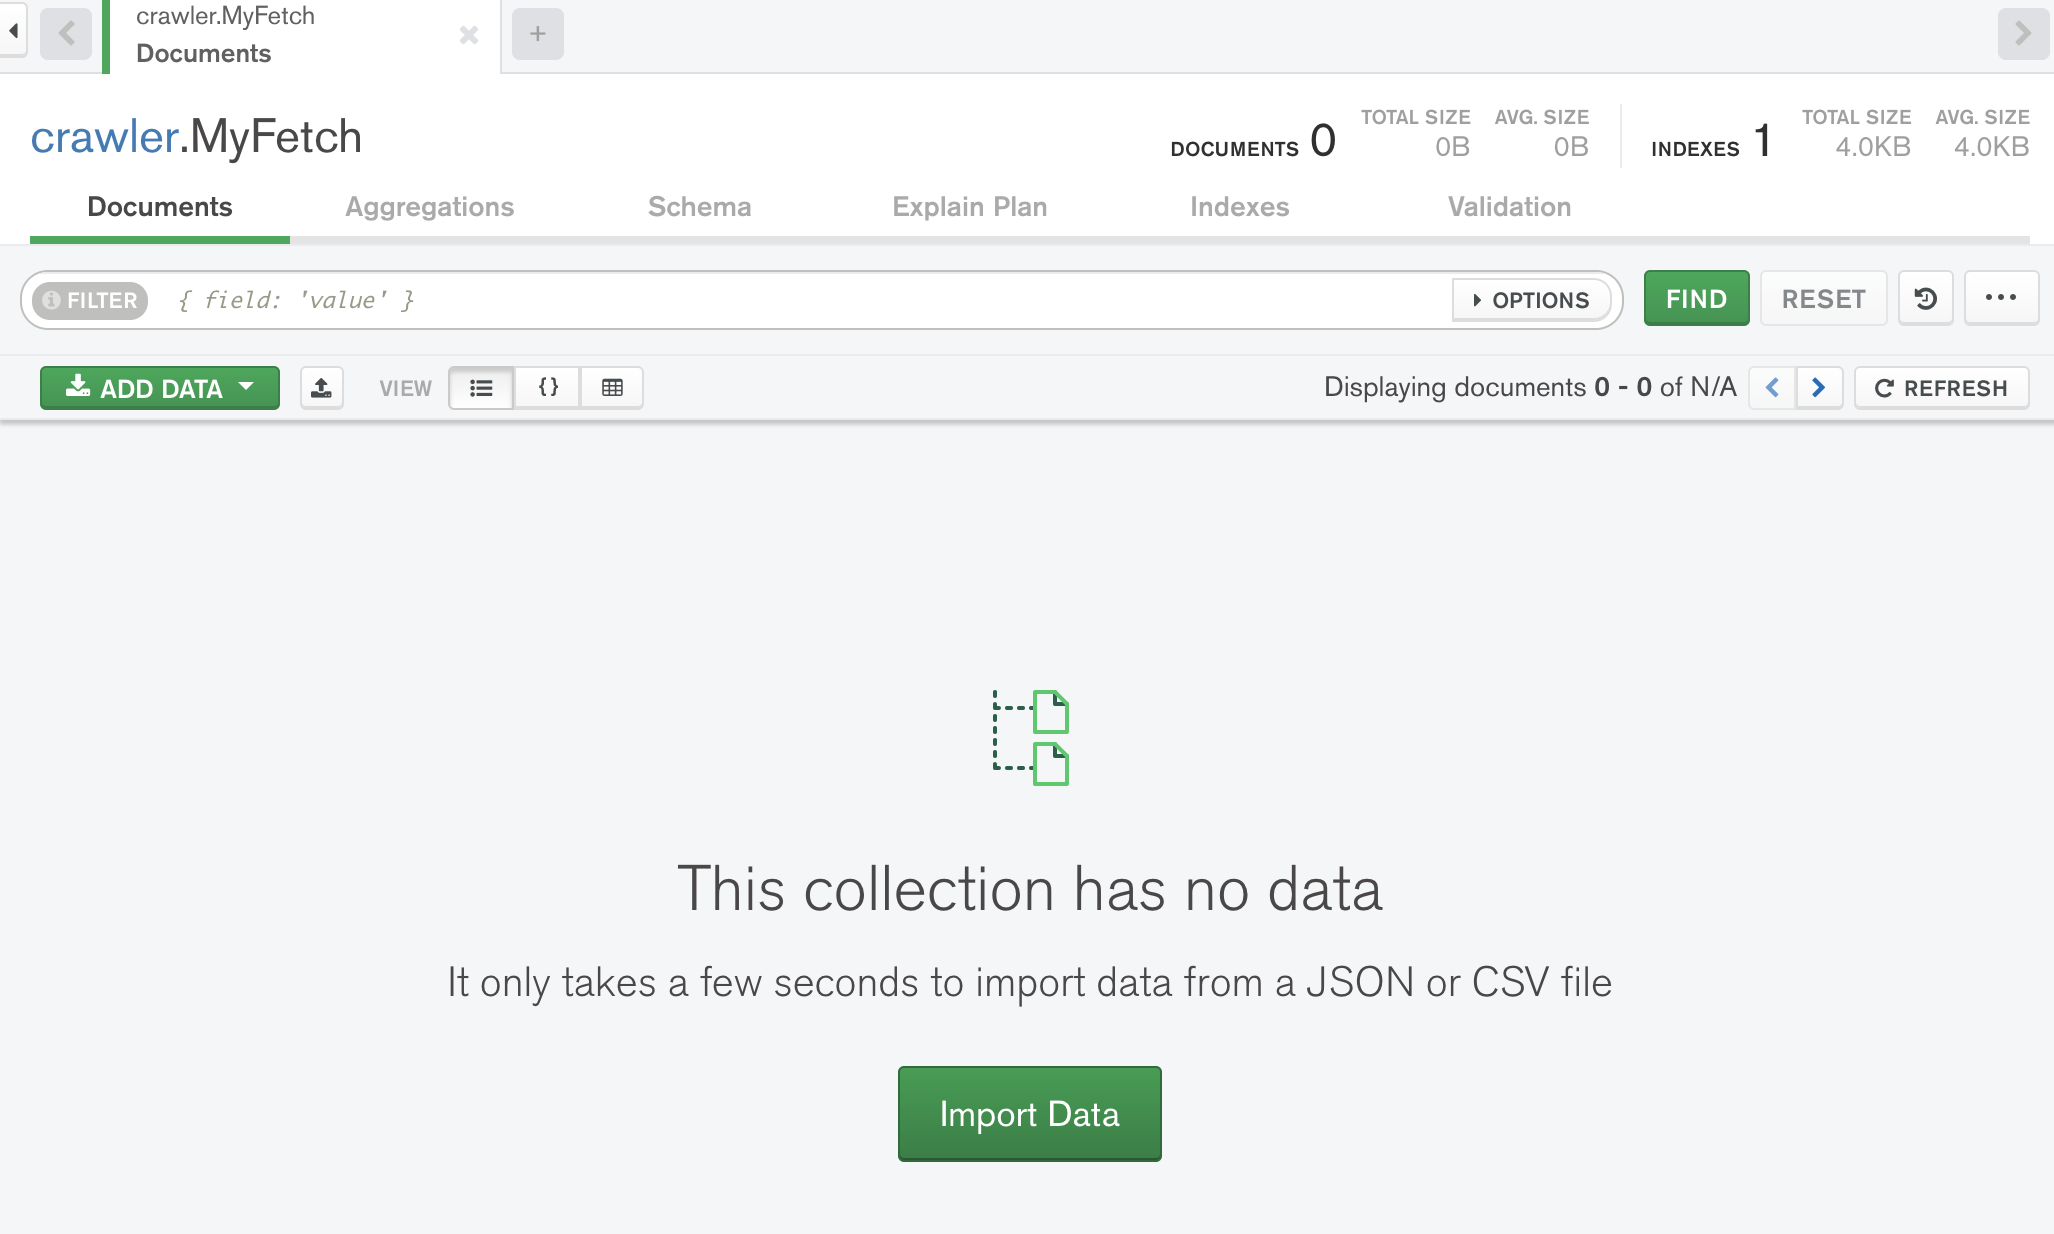 crawler.MyFetch
Documents
+
crawler.MyFetch
DOCUMENTS 0
TOTAL SIZE AVG. SIZE
0B 0B
INDEXES 1
TOTAL SIZE AVG. SIZE
4.0KB 4.0KB
Documents Aggregations Schema Explain Plan Indexes Validation
FILTER { field: 'value' } OPTIONS FIND RESET ...
ADD DATA VIEW {} Displaying documents 0 - 0 of N/A REFRESH
This collection has no data
It only takes a few seconds to import data from a JSON or CSV file
Import Data